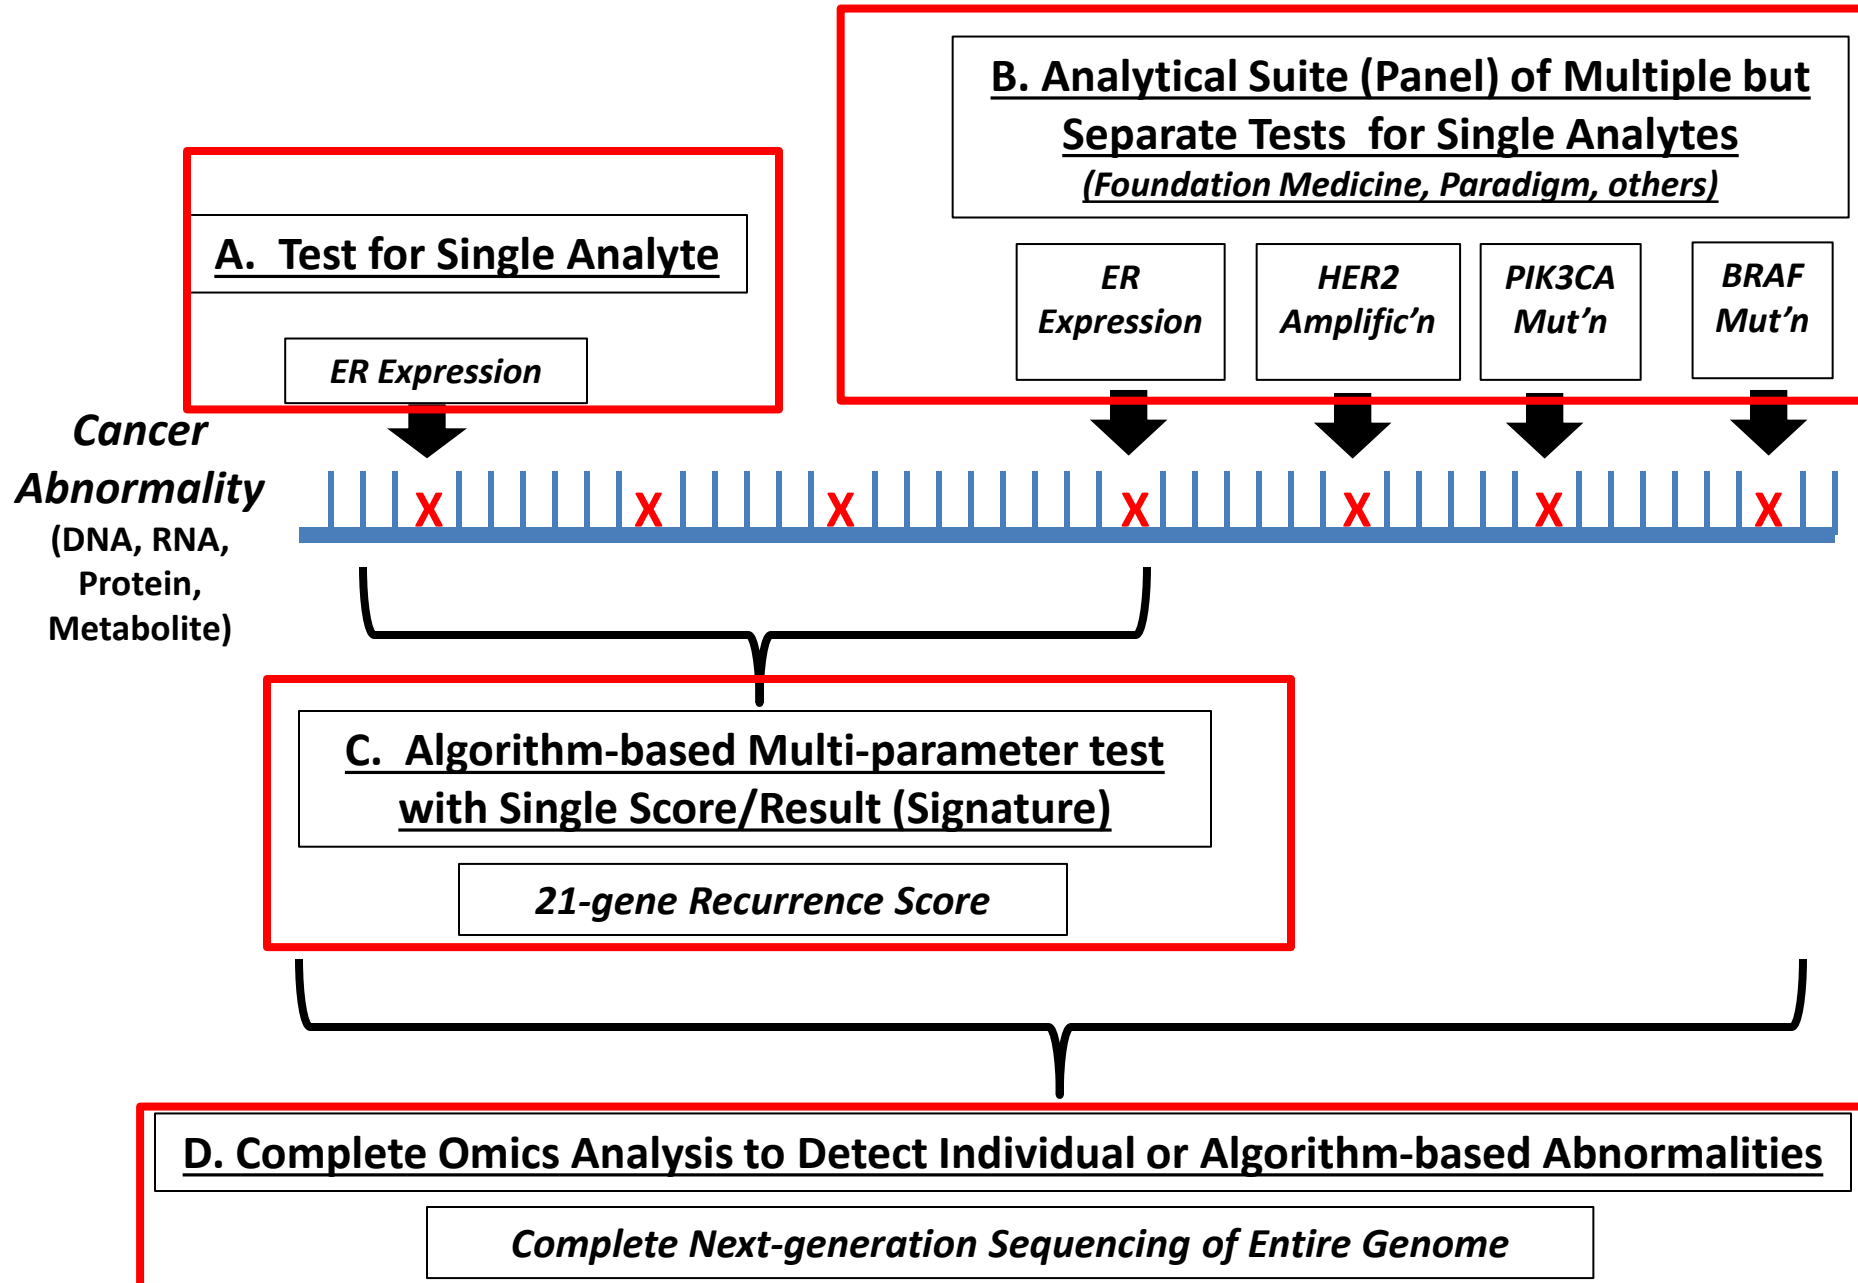 B. Analytical Suite (Panel) of Multiple but
Separate Tests for Single Analytes
(Foundation Medicine, Paradigm, others)
A. Test for Single Analyte
ER
Expression
HER2
Amplific’n
PIK3CA
Mut’n
BRAF
Mut’n
ER Expression
Cancer
Abnormality
(DNA, RNA,
Protein,
Metabolite)
X X X X X X X
C. Algorithm-based Multi-parameter test
with Single Score/Result (Signature)
21-gene Recurrence Score
D. Complete Omics Analysis to Detect Individual or Algorithm-based Abnormalities
Complete Next-generation Sequencing of Entire Genome